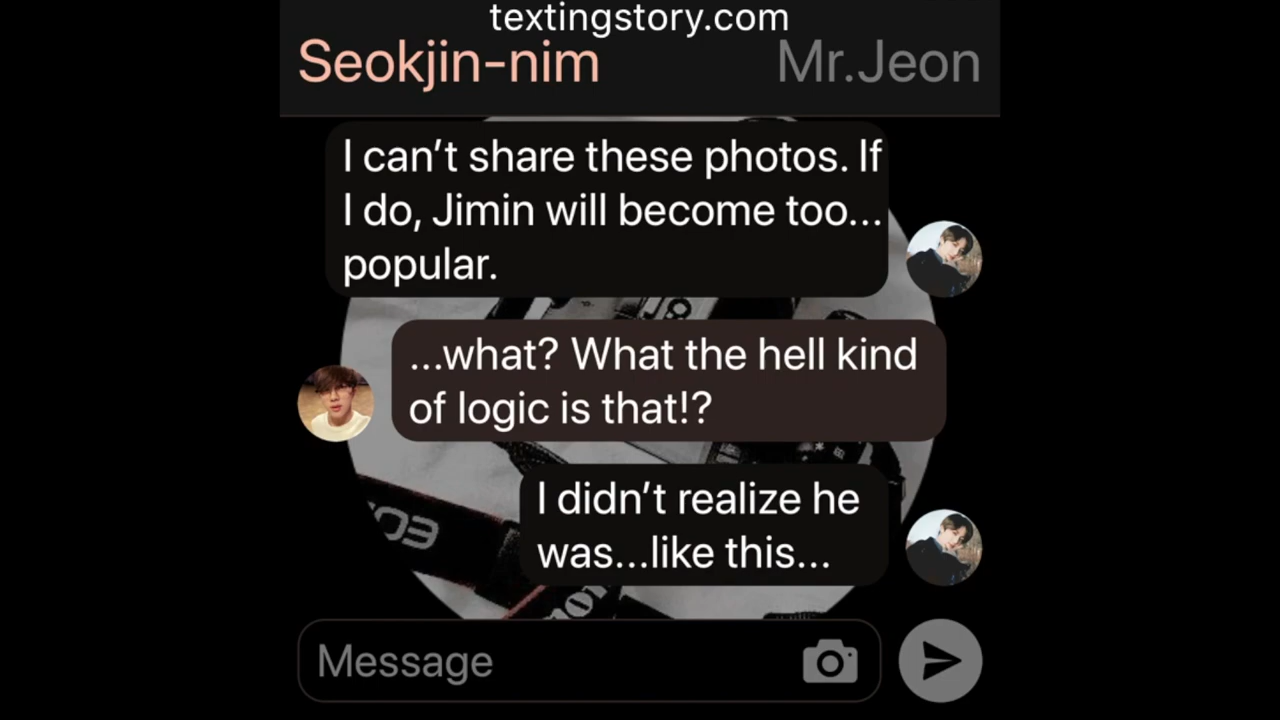 textingstory.com
Seokjin-nim Mr.Jeon
I can’t share these photos. If
I do, Jimin will become too...
popular.
...what? What the hell kind
of logic is that!?
I didn’t realize he
was...like this...
Message